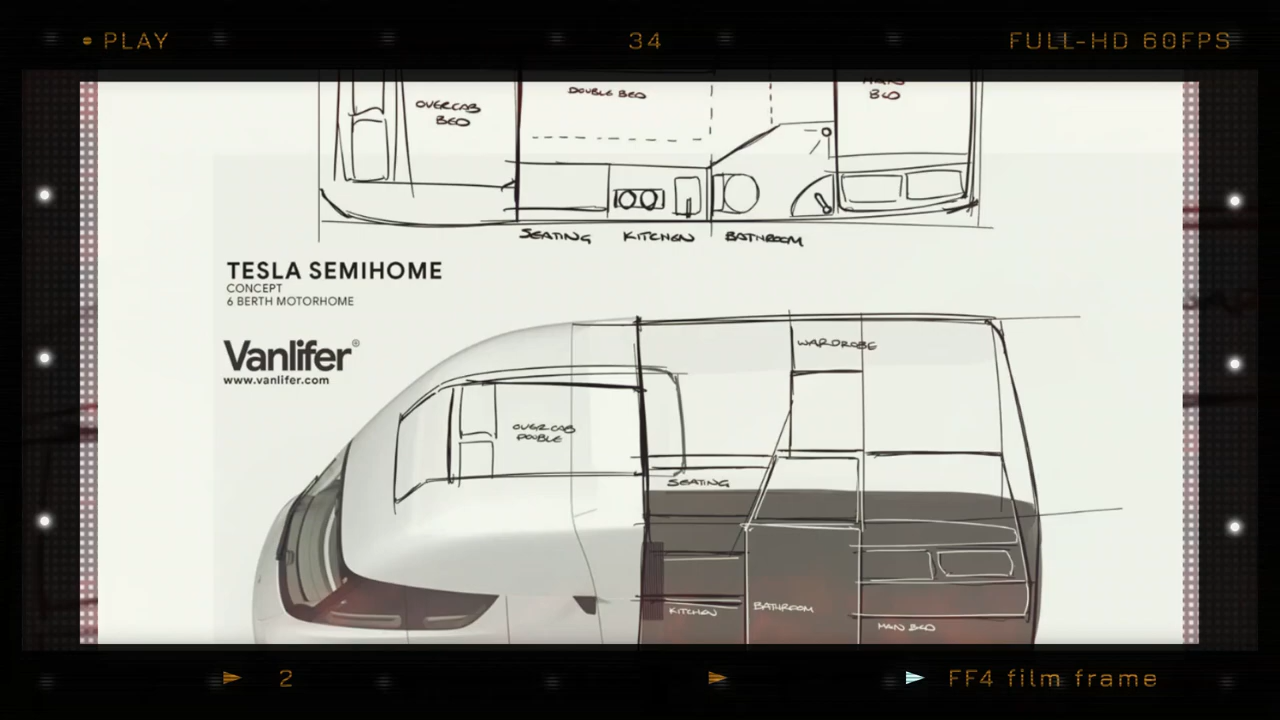 PLAY
34
FULL-HD 60FPS
OVERCAB
BED
DOUBLE BED
MAIN
BED
SEATING KITCHEN BATHROOM
TESLA SEMIHOME
CONCEPT
6 BERTH MOTORHOME
Vanlifer®
www.vanlifer.com
WARDROBE
OVERCAB
DOUBLE
SEATING
KITCHEN
BATHROOM
MAIN BED
2
FF4 film frame